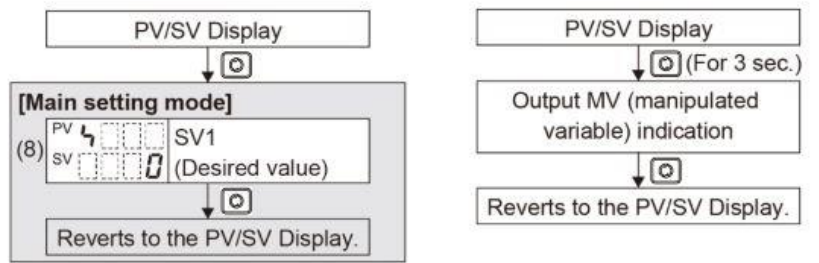 PV/SV Display
[Main setting mode]
(8)
PV
SV 0
SV1
(Desired value)
Reverts to the PV/SV Display.
PV/SV Display
(For 3 sec.)
Output MV (manipulated
variable) indication
Reverts to the PV/SV Display.